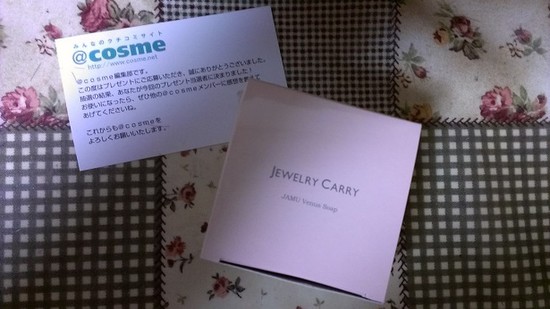 みんなのクチコミサイト
@cosme
http://www.cosme.net
@cosme編集部です。
この度はプレゼントにご応募いただき、誠にありがとうございました。
抽選の結果、あなたが今回のプレゼント当選者に決まりました!
お使いになったら、ぜひ他の@cosmeメンバーに感想を教えて
あげてくださいね。
これからも@cosmeを
よろしくお願いいたします。
JEWELRY CARRY
JAMU Venus Soap